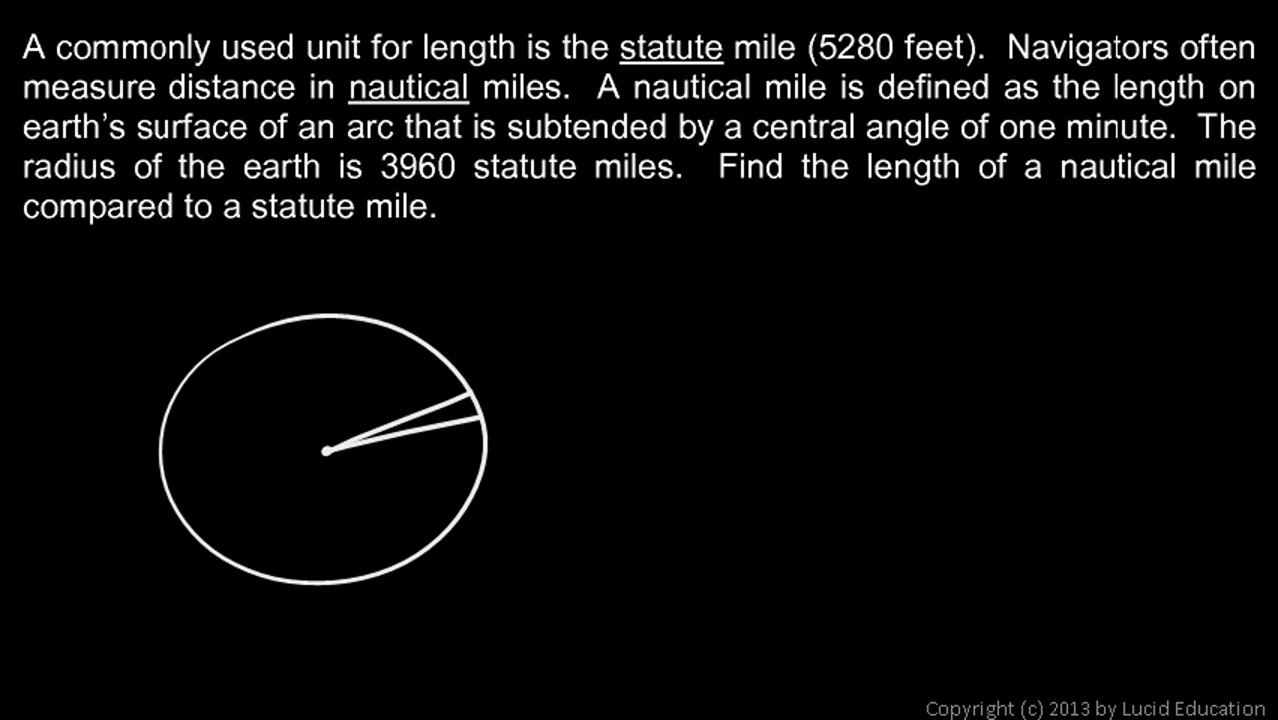 A commonly used unit for length is the statute mile (5280 feet). Navigators often
measure distance in nautical miles. A nautical mile is defined as the length on
earth's surface of an arc that is subtended by a central angle of one minute. The
radius of the earth is 3960 statute miles. Find the length of a nautical mile
compared to a statute mile.
Copyright (c) 2013 by Lucid Education